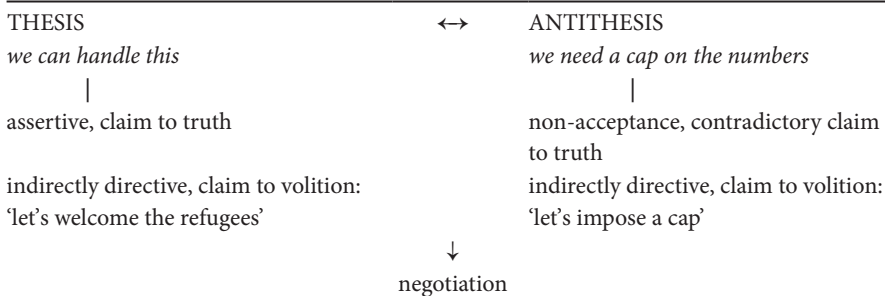 THESIS ↔ ANTITHESIS
we can handle this we need a cap on the numbers
| |
assertive, claim to truth non-acceptance, contradictory claim
to truth
indirectly directive, claim to volition: indirectly directive, claim to volition:
‘let’s welcome the refugees’ ‘let’s impose a cap’
↓
negotiation